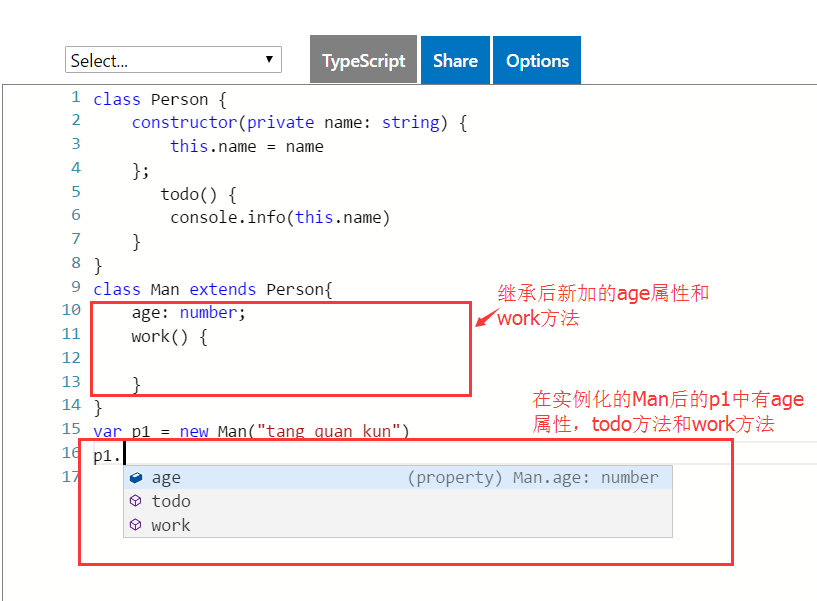 Select...
TypeScript
Share
Options
1 class Person {
2 constructor(private name: string) {
3 this.name = name
4 };
5 todo() {
6 console.info(this.name)
7 }
8 }
9 class Man extends Person{
继承后新加的age属性和
work方法
10 age: number;
11 work() {
12
13 }
14 }
在实例化的Man后的p1中有age
属性，todo方法和work方法
15 var p1 = new Man("tang quan kun")
16 p1.
17
age (property) Man.age: number
todo
work